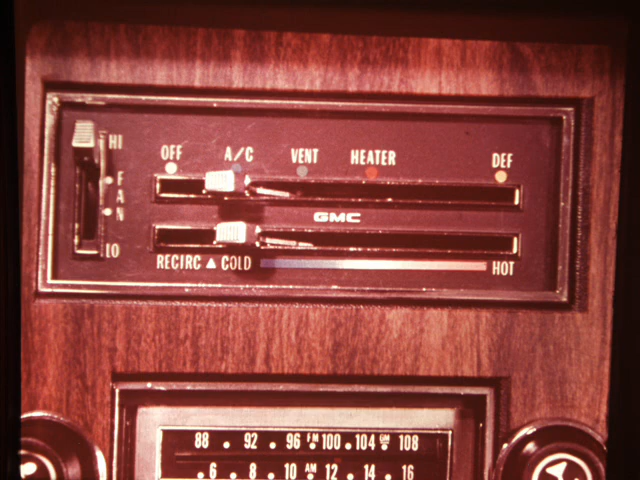 HI
OFF A/C VENT HEATER DEF
F
A
N
GMC
LO
RECIRC ▲ COLD HOT
88 • 92 • 96 FM 100 • 104 GM 108
• 6 • 8 • 10 AM 12 • 14 • 16